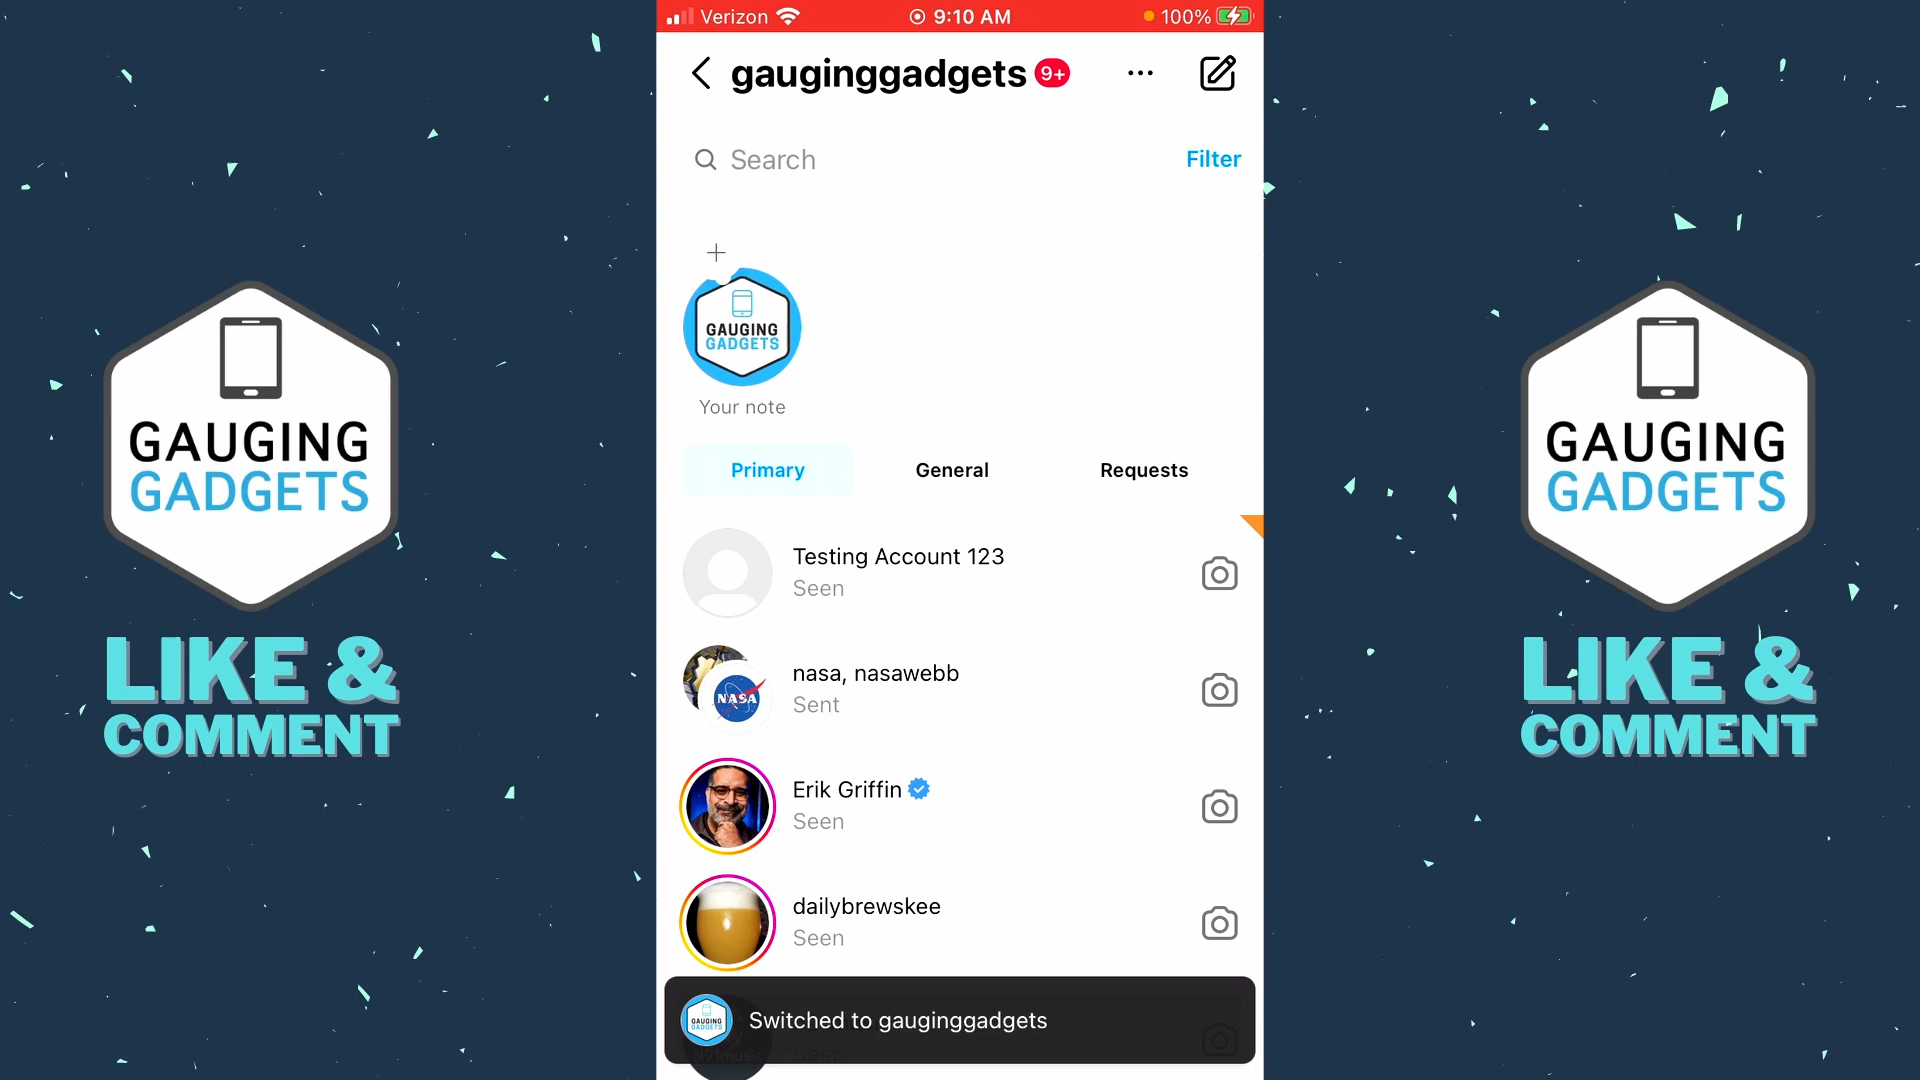 Verizon
9:10 AM
100%
gauginggadgets 9+
Search
Filter
GAUGING
GADGETS
Your note
Primary
General
Requests
Testing Account 123
Seen
nasa, nasawebb
Sent
NASA
Erik Griffin
Seen
dailybrewskee
Seen
GAUGING
GADGETS
Switched to gauginggadgets
N91music
Seen
GAUGING
GADGETS
LIKE &
COMMENT
GAUGING
GADGETS
LIKE &
COMMENT